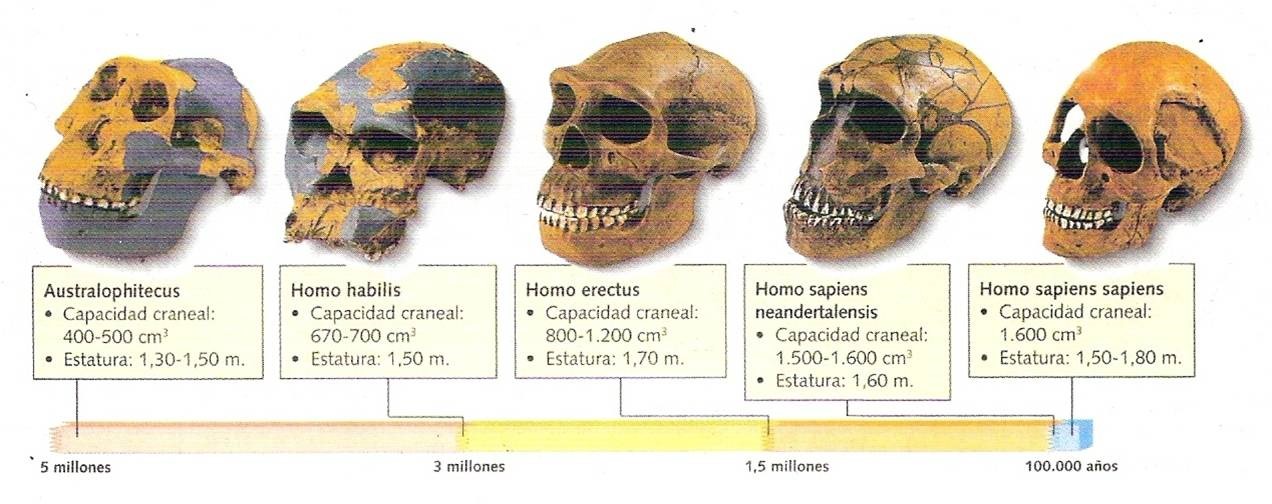 Australophitecus
• Capacidad craneal:
400-500 cm³
• Estatura: 1,30-1,50 m.
Homo habilis
• Capacidad craneal:
670-700 cm³
• Estatura: 1,50 m.
Homo erectus
• Capacidad craneal:
800-1.200 cm³
• Estatura: 1,70 m.
Homo sapiens
neandertalensis
• Capacidad craneal:
1.500-1.600 cm³
• Estatura: 1,60 m.
Homo sapiens sapiens
• Capacidad craneal:
1.600 cm³
• Estatura: 1,50-1,80 m.
5 millones
3 millones
1,5 millones
100.000 años